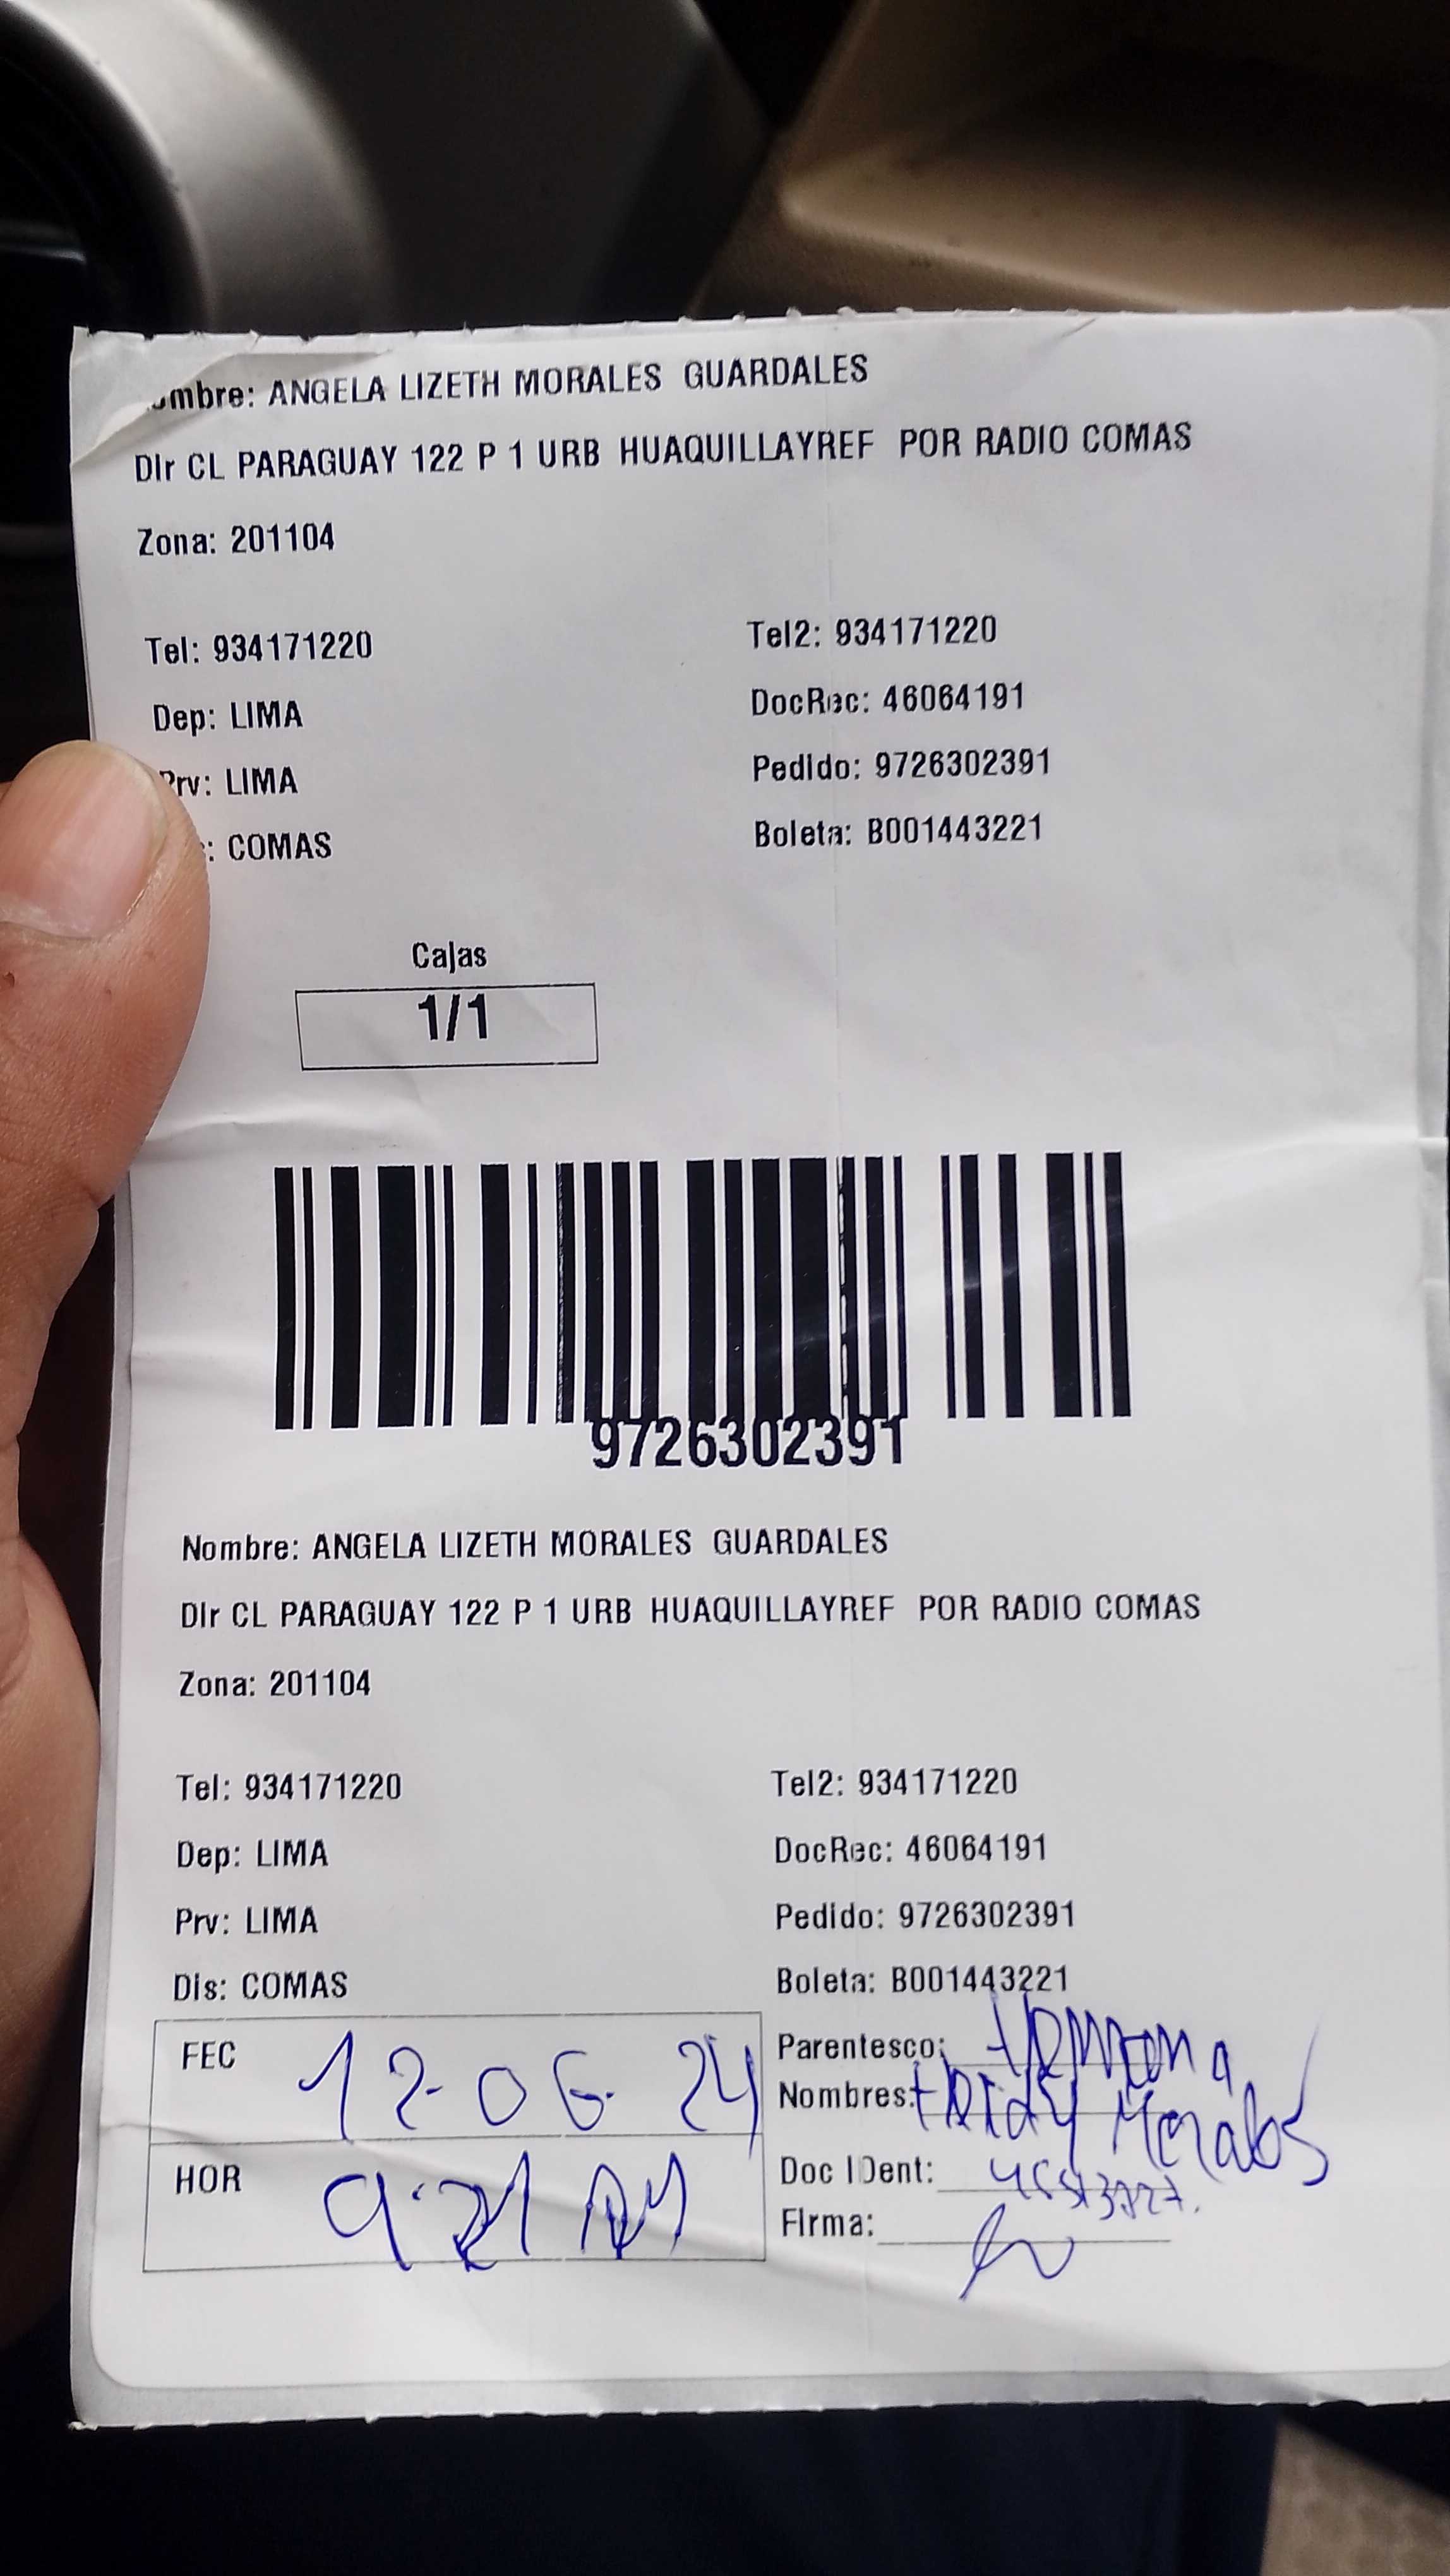 ombre: ANGELA LIZETH MORALES GUARDALES
Dir CL PARAGUAY 122 P 1 URB HUAQUILLAYREF POR RADIO COMAS
Zona: 201104
Tel: 934171220 Tel2: 934171220
Dep: LIMA DocRec: 46064191
Prv: LIMA Pedido: 9726302391
: COMAS Boleta: B001443221
Cajas
1/1
9726302391
Nombre: ANGELA LIZETH MORALES GUARDALES
Dir CL PARAGUAY 122 P 1 URB HUAQUILLAYREF POR RADIO COMAS
Zona: 201104
Tel: 934171220 Tel2: 934171220
Dep: LIMA DocRec: 46064191
Prv: LIMA Pedido: 9726302391
Dis: COMAS Boleta: B001443221
FEC 12-06-24 Parentesco: Hermana
Nombres: Morales
HOR 9:21 AM Doc IDent:
Firma: